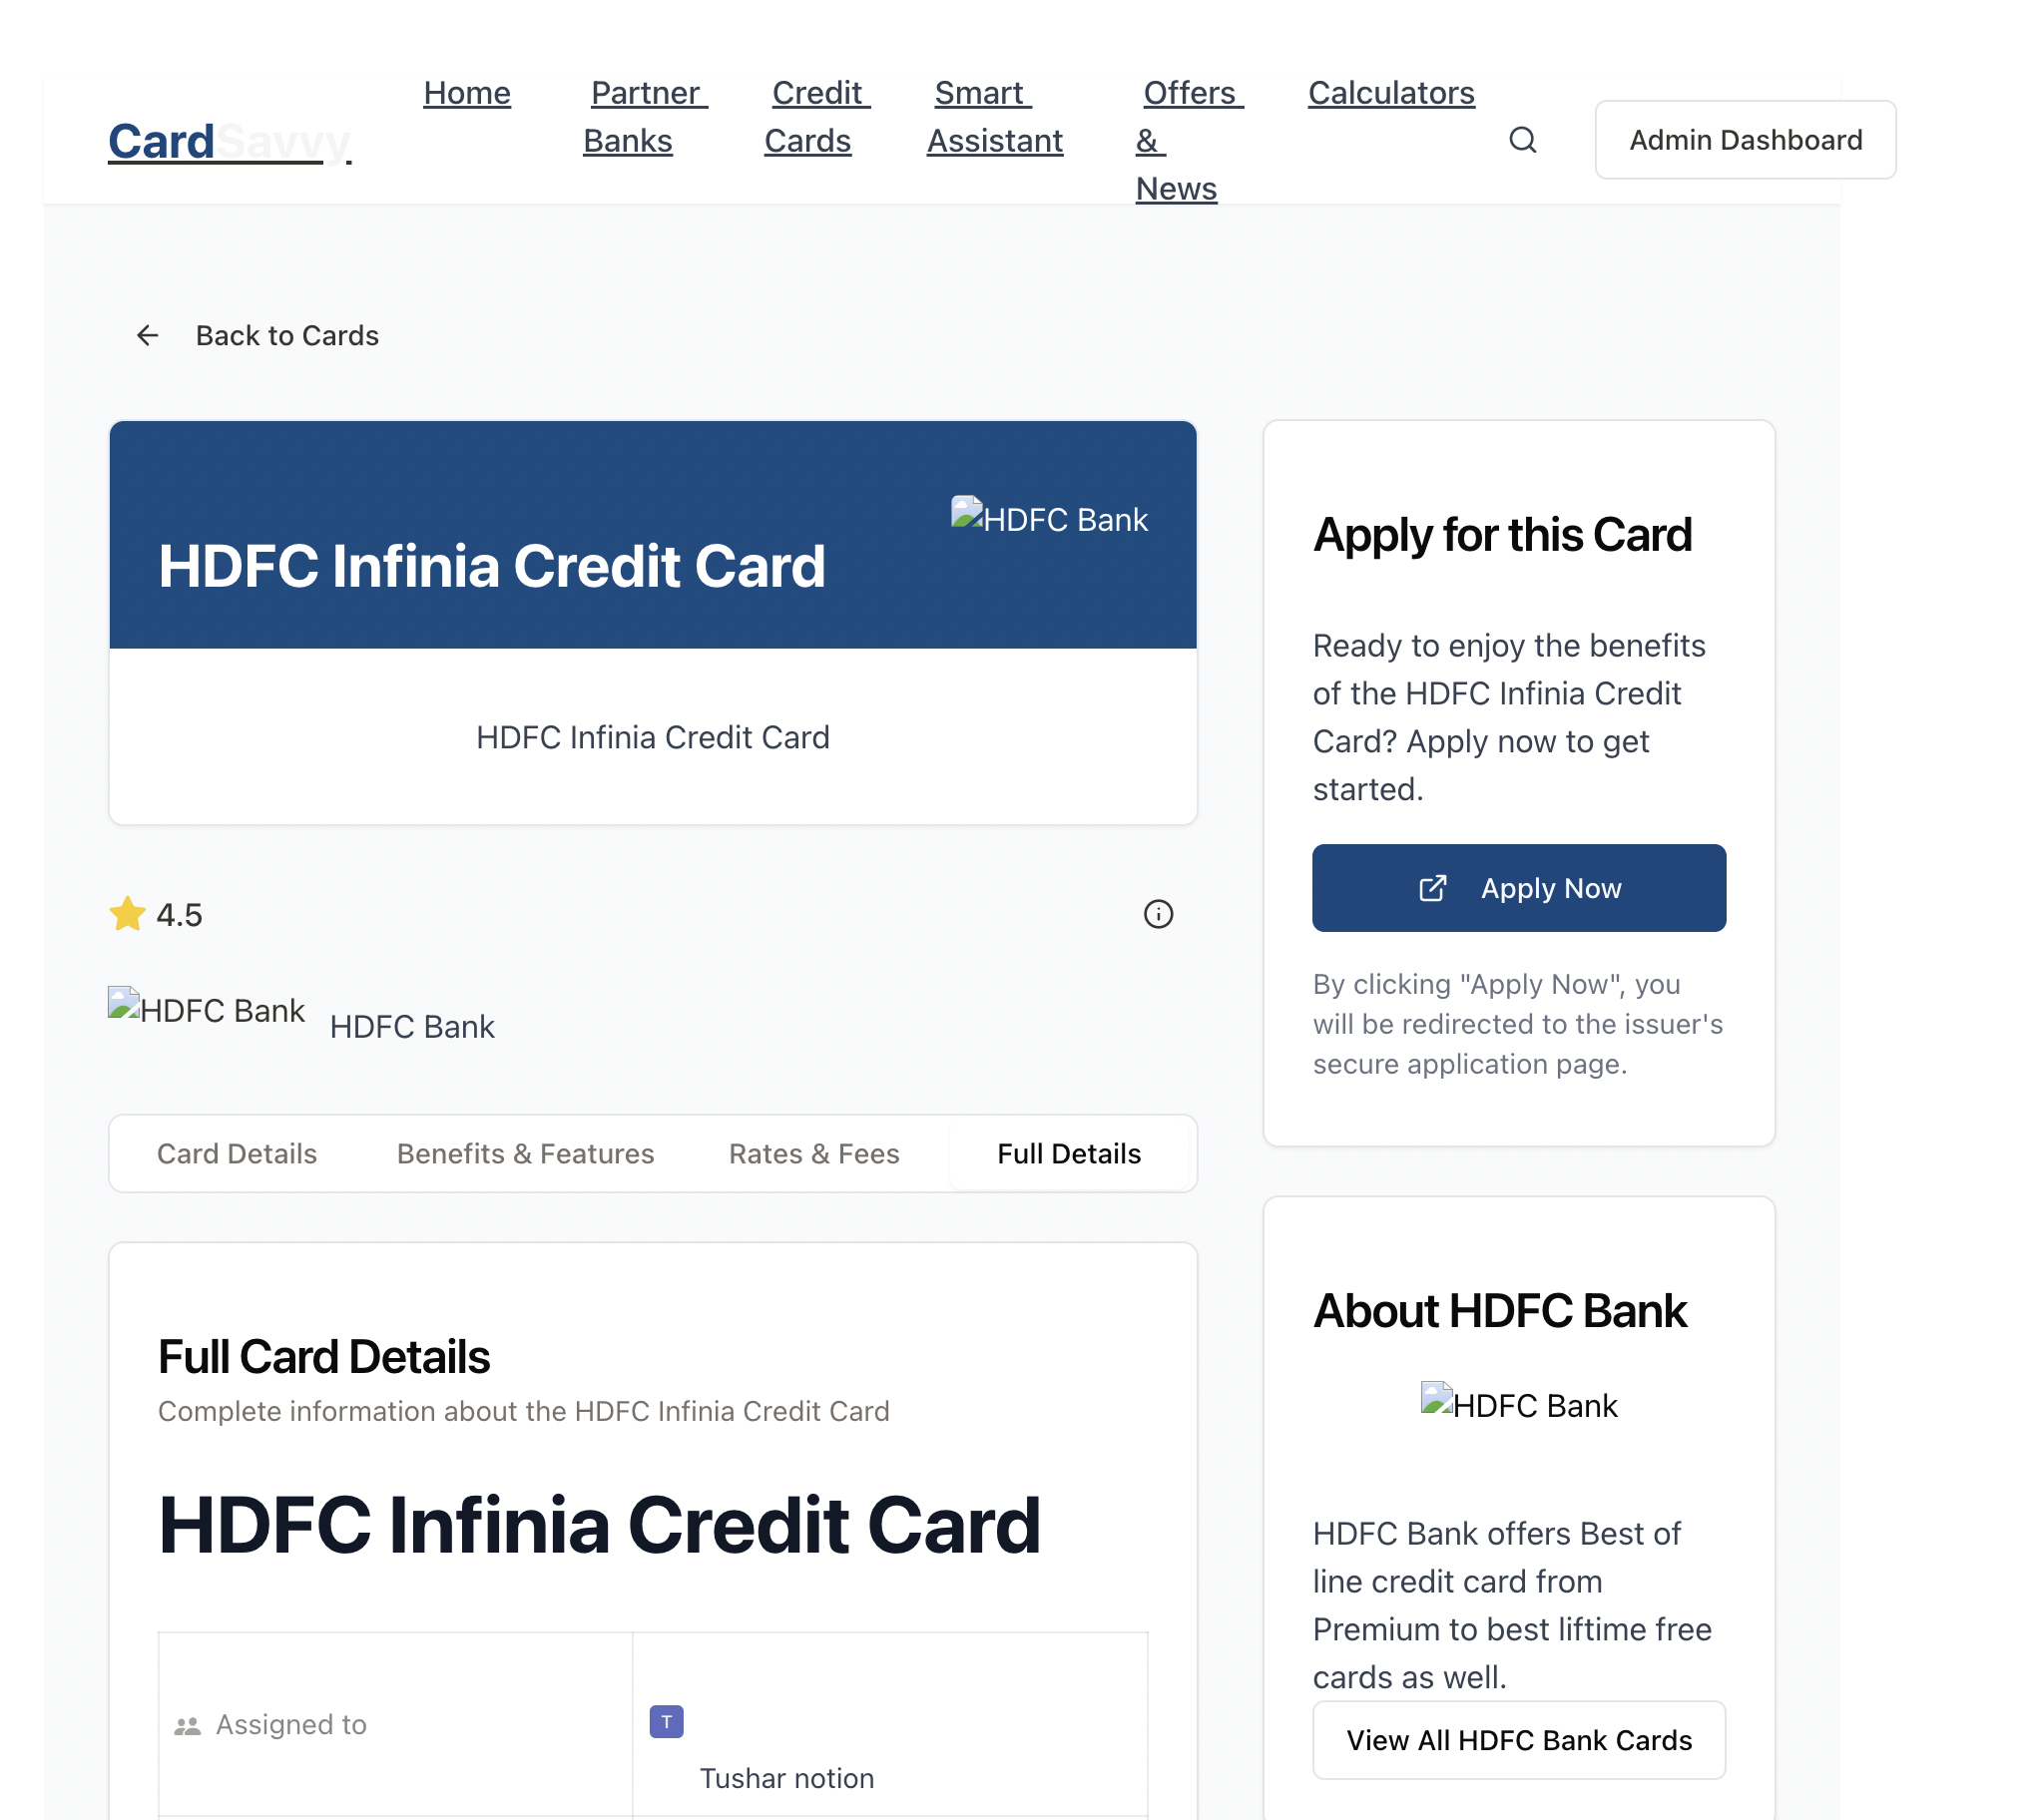 CardSavvy
Home
Partner
Banks
Credit
Cards
Smart
Assistant
Offers
&
News
Calculators
Admin Dashboard
Back to Cards
HDFC Infinia Credit Card
HDFC Bank
HDFC Infinia Credit Card
4.5
HDFC Bank
HDFC Bank
Card Details
Benefits & Features
Rates & Fees
Full Details
Full Card Details
Complete information about the HDFC Infinia Credit Card
HDFC Infinia Credit Card
Assigned to
T
Tushar notion
Apply for this Card
Ready to enjoy the benefits
of the HDFC Infinia Credit
Card? Apply now to get
started.
Apply Now
By clicking "Apply Now", you
will be redirected to the issuer's
secure application page.
About HDFC Bank
HDFC Bank
HDFC Bank offers Best of
line credit card from
Premium to best liftime free
cards as well.
View All HDFC Bank Cards